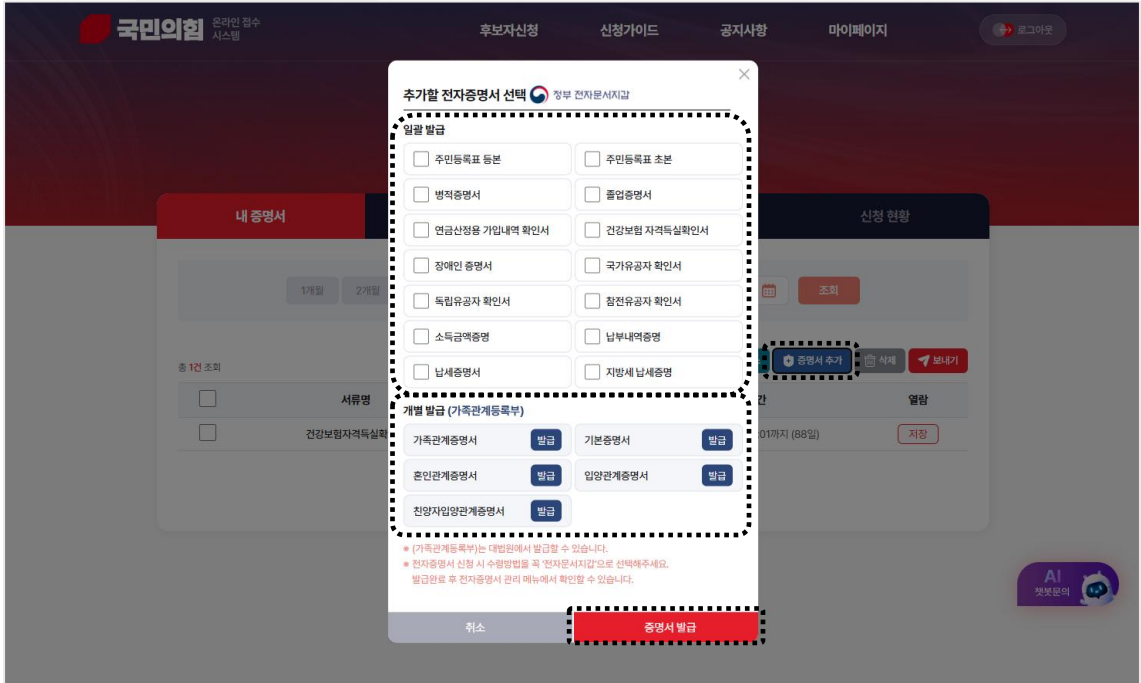 국민의힘 온라인 접수
시스템
후보자신청 신청가이드 공지사항 마이페이지 로그아웃
추가할 전자증명서 선택 정부 전자문서지갑
일괄 발급
주민등록표 등본 주민등록표 초본
병적증명서 졸업증명서
내 증명서 신청 현황
연금산정용 가입내역 확인서 건강보험 자격득실확인서
장애인 증명서 국가유공자 확인서
1개월 2개월 조회
독립유공자 확인서 참전유공자 확인서
소득금액증명 납부내역증명
총 1건 조회 증명서 추가 삭제 보내기
납세증명서 지방세 납세증명
서류명 간 열람
개별 발급 (가족관계등록부)
건강보험자격득실확 :01까지 (88일) 저장
가족관계증명서 발급 기본증명서 발급
혼인관계증명서 발급 입양관계증명서 발급
친양자입양관계증명서 발급
※ (가족관계등록부)는 대법원에서 발급할 수 있습니다.
※ 전자증명서 신청 시 수령방법을 꼭 '전자문서지갑'으로 선택해주세요.
발급완료 후 전자증명서 관리 메뉴에서 확인할 수 있습니다.
AI
챗봇문의
취소 증명서 발급